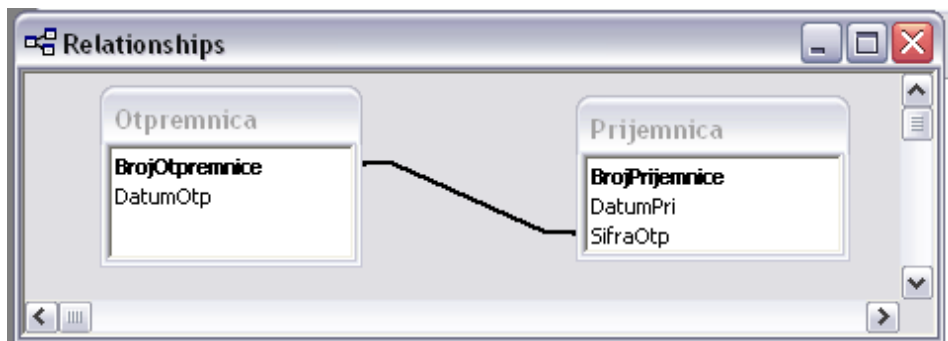 Relationships
Otpremnica
BrojOtpremnice
DatumOtp
Prijemnica
BrojPrijemnice
DatumPri
SifraOtp